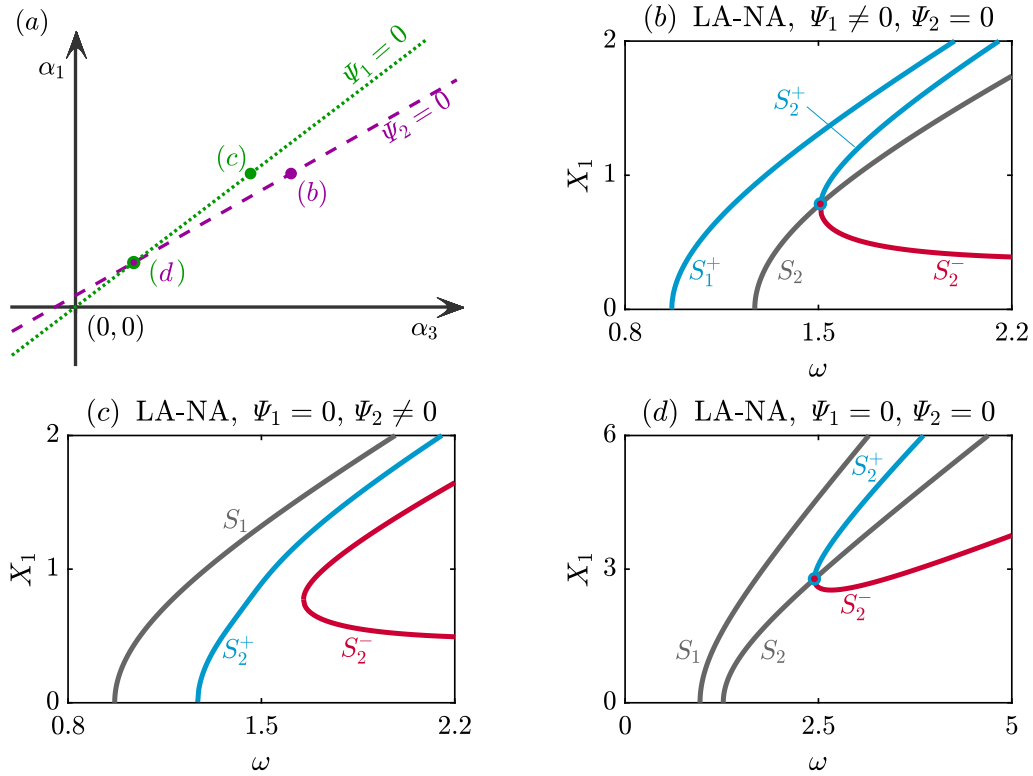 (a)
α₁
Ψ₁ = 0
Ψ₂ = 0
(c)
(b)
(d)
(0, 0)
α₃
(b) LA-NA, Ψ₁ ≠ 0, Ψ₂ = 0
2
1
0
X₁
S₂⁺
S₁⁺
S₂
S₂⁻
0.8
1.5
2.2
ω
(c) LA-NA, Ψ₁ = 0, Ψ₂ ≠ 0
2
1
0
X₁
S₁
S₂⁺
S₂⁻
0.8
1.5
2.2
ω
(d) LA-NA, Ψ₁ = 0, Ψ₂ = 0
6
3
0
X₁
S₂⁺
S₁
S₂
S₂⁻
0
2.5
5
ω